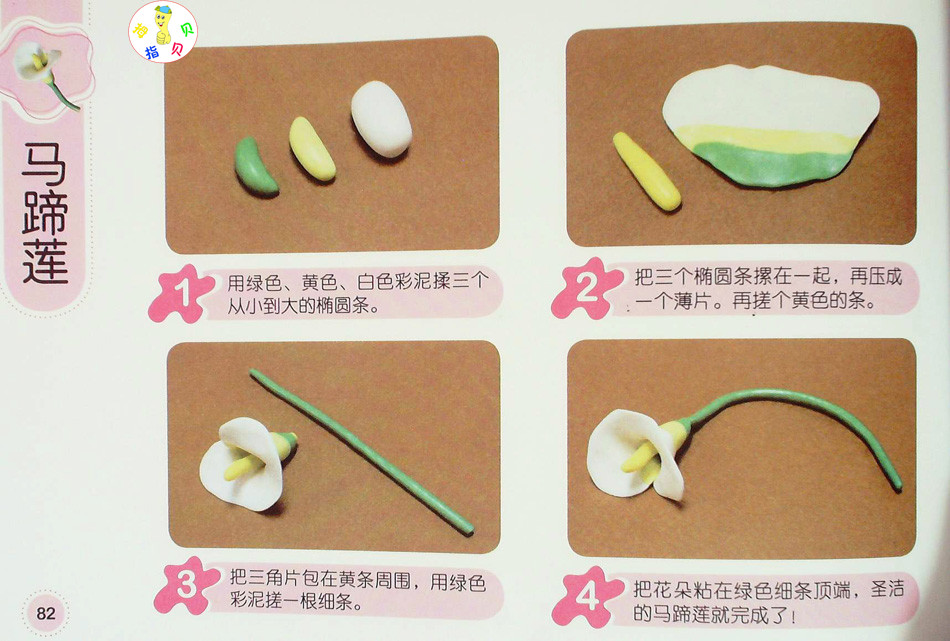 指
贝
贝
马蹄莲
1
用绿色、黄色、白色彩泥揉三个
从小到大的椭圆条。
2
把三个椭圆条摞在一起，再压成
一个薄片。再搓个黄色的条。
3
把三角片包在黄条周围，用绿色
彩泥搓一根细条。
4
把花朵粘在绿色细条顶端，圣洁
的马蹄莲就完成了！
82